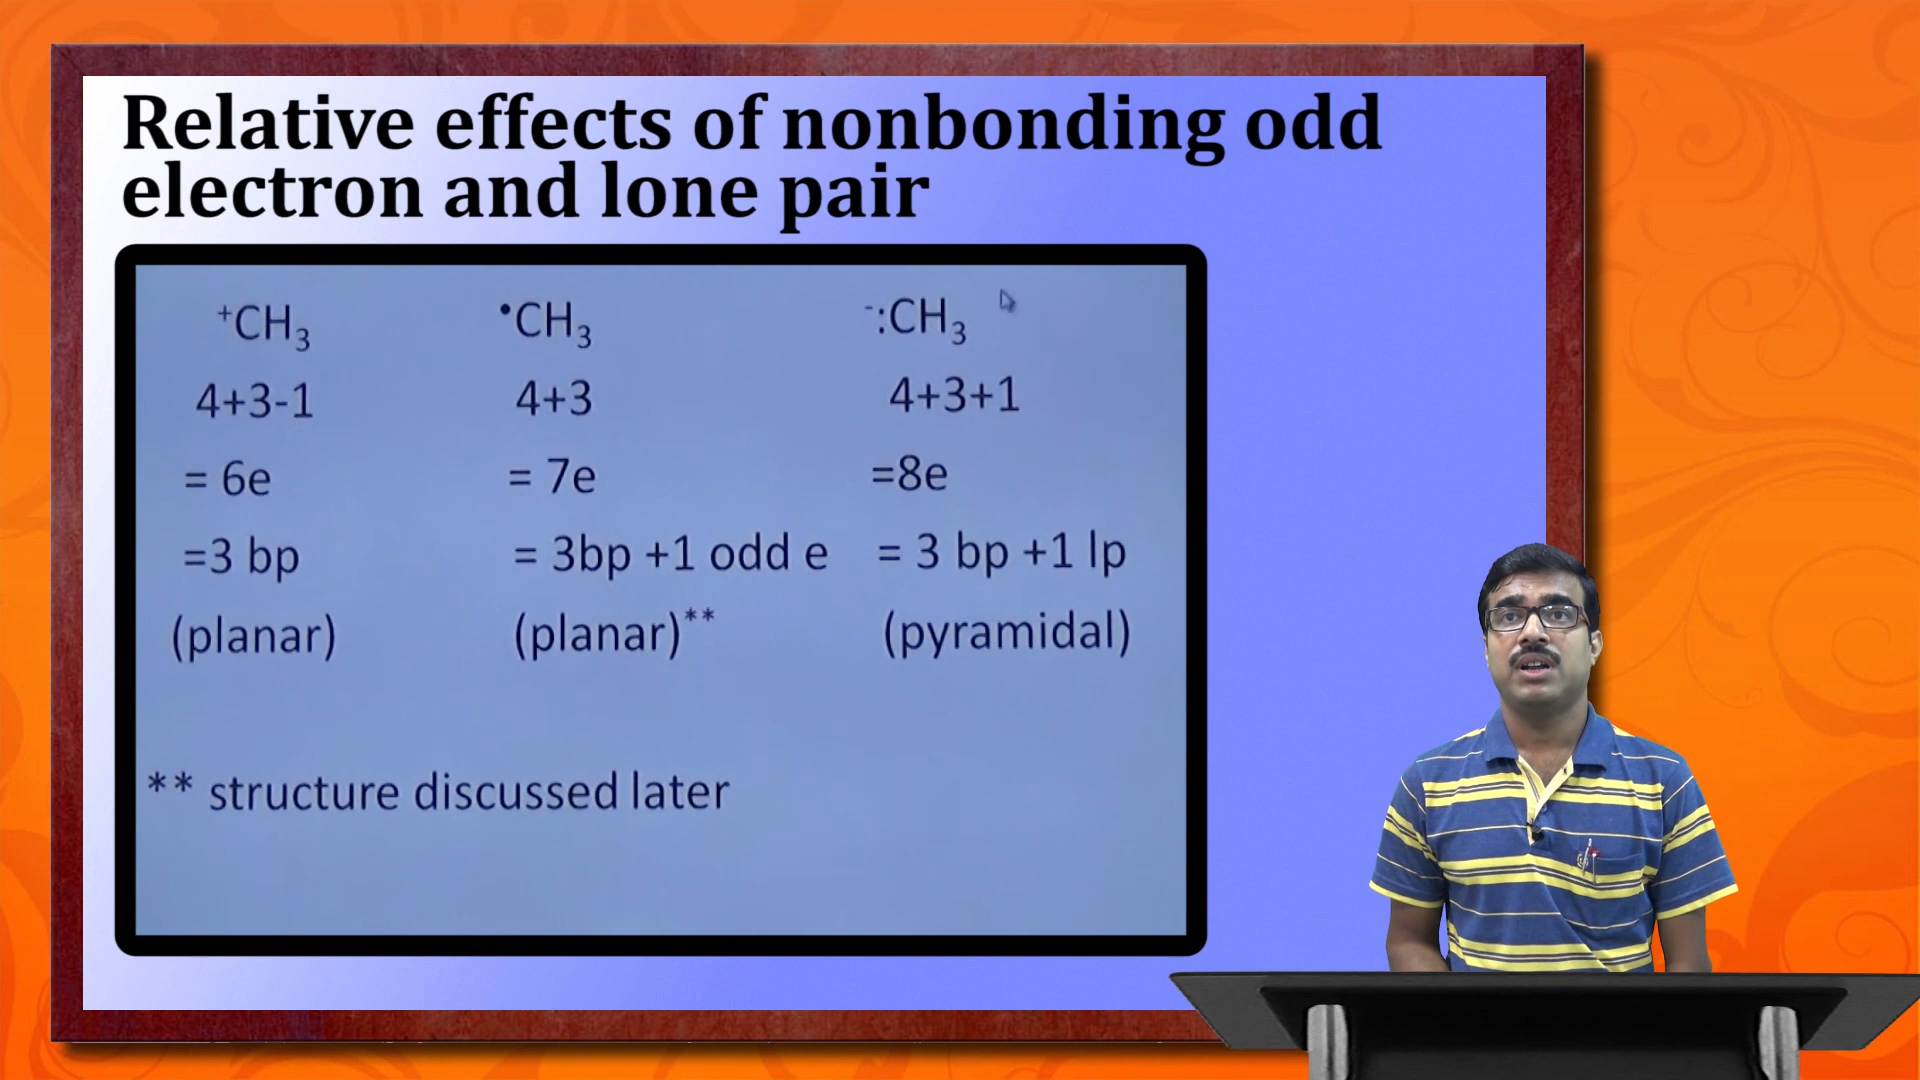 Relative effects of nonbonding odd
electron and lone pair
⁺CH₃ •CH₃ ⁻:CH₃
4+3-1 4+3 4+3+1
= 6e = 7e =8e
=3 bp = 3bp +1 odd e = 3 bp +1 lp
(planar) (planar)** (pyramidal)
** structure discussed later